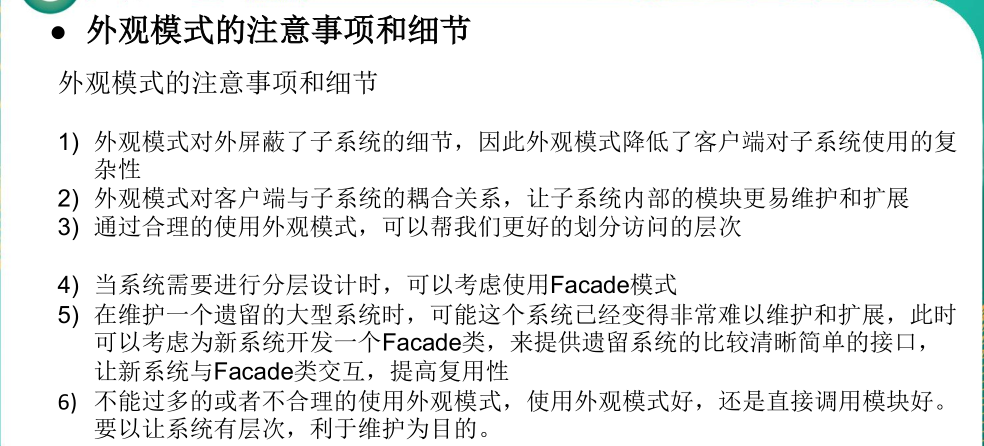 ● 外观模式的注意事项和细节
外观模式的注意事项和细节
1) 外观模式对外屏蔽了子系统的细节，因此外观模式降低了客户端对子系统使用的复
杂性
2) 外观模式对客户端与子系统的耦合关系，让子系统内部的模块更易维护和扩展
3) 通过合理的使用外观模式，可以帮我们更好的划分访问的层次
4) 当系统需要进行分层设计时，可以考虑使用Facade模式
5) 在维护一个遗留的大型系统时，可能这个系统已经变得非常难以维护和扩展，此时
可以考虑为新系统开发一个Facade类，来提供遗留系统的比较清晰简单的接口，
让新系统与Facade类交互，提高复用性
6) 不能过多的或者不合理的使用外观模式，使用外观模式好，还是直接调用模块好。
要以让系统有层次，利于维护为目的。